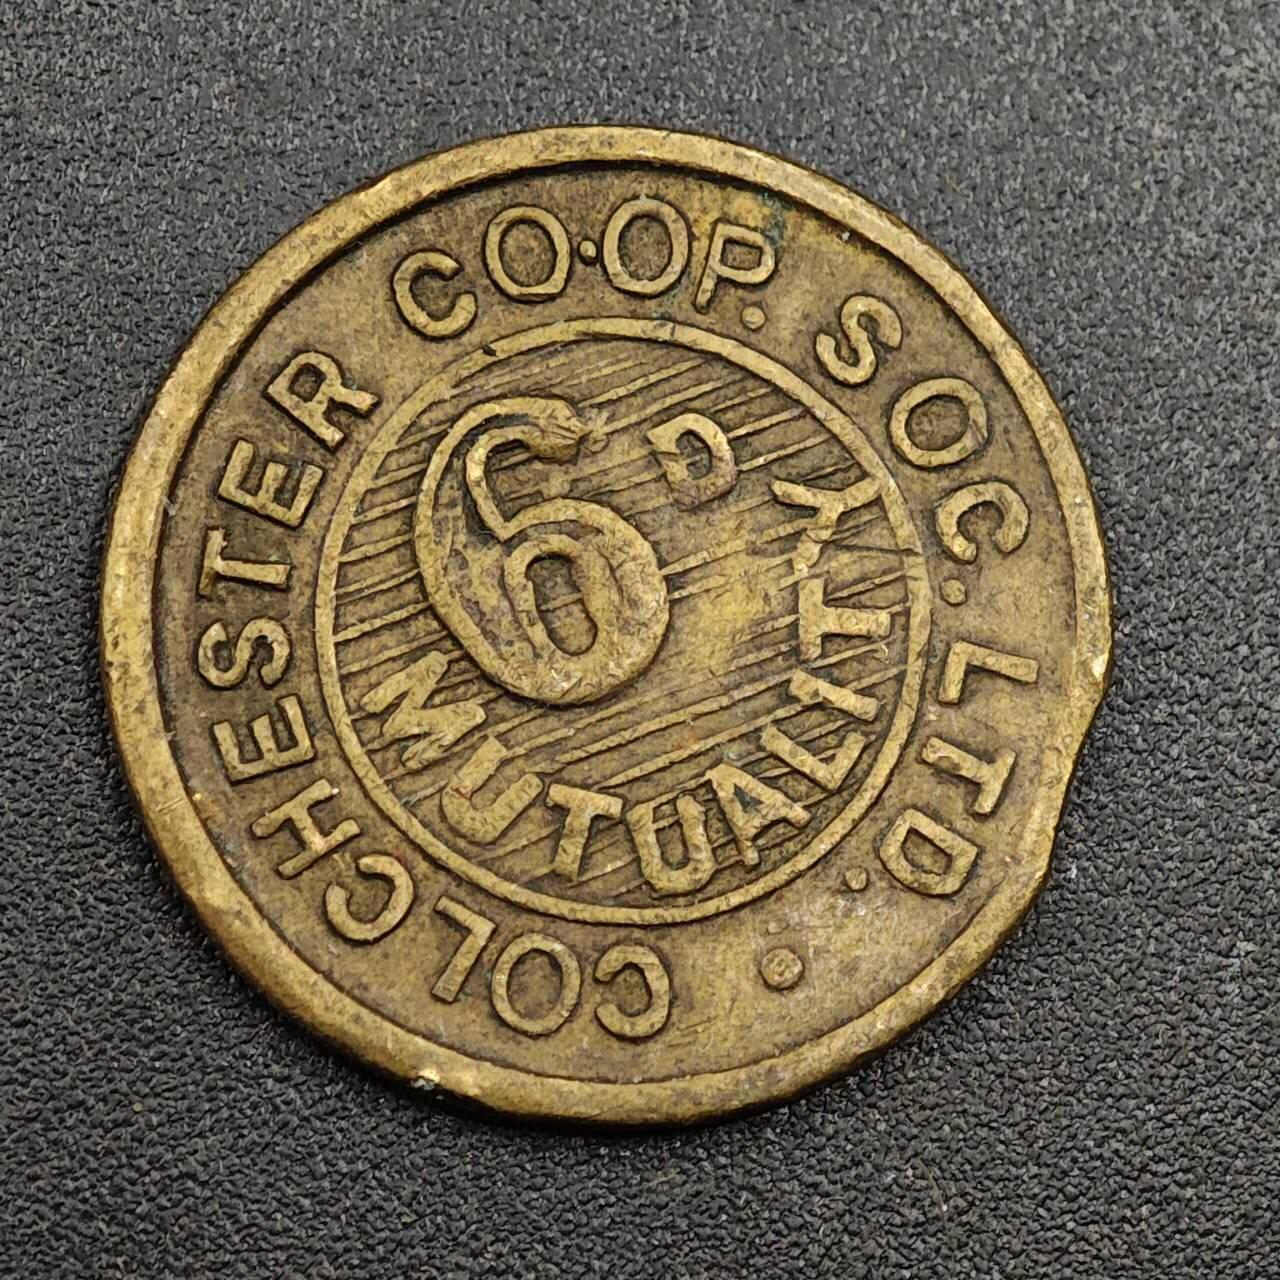 COLCHESTER CO·OP. SOC. LTD.
6D
MUTUALITY